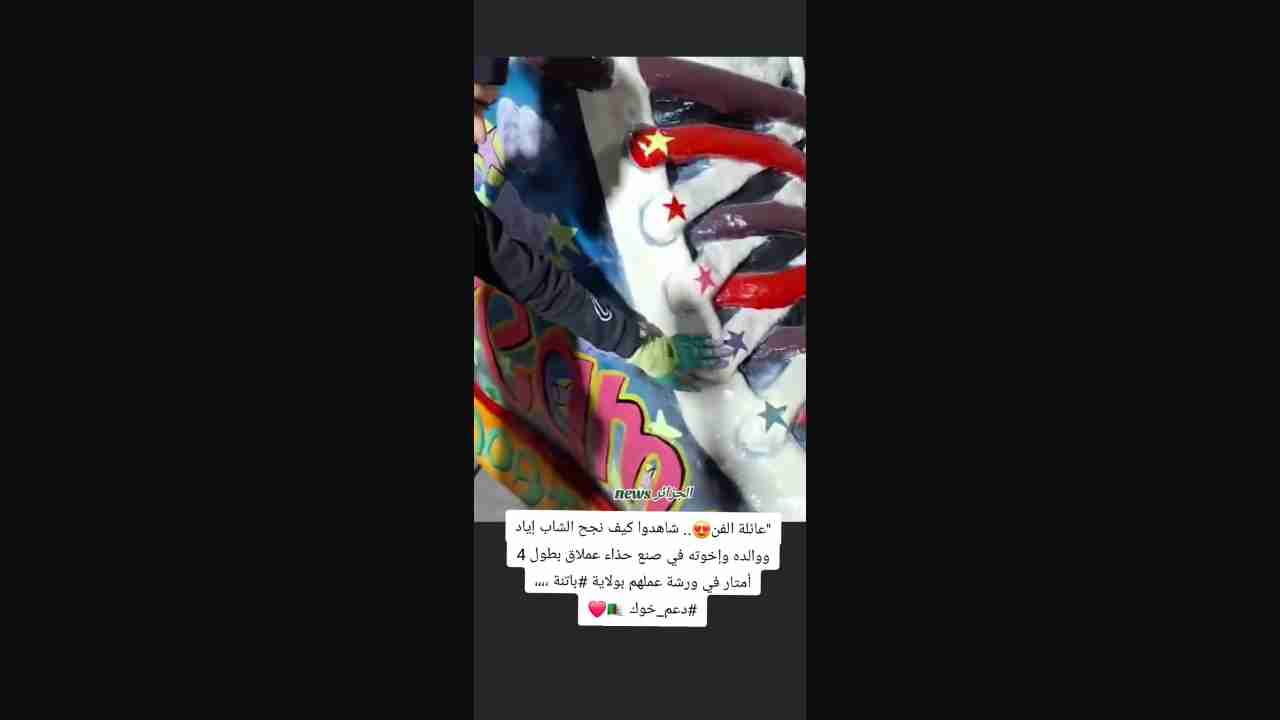 الجزائر news
"عائلة الفن😍.. شاهدوا كيف نجح الشاب إياد
ووالده وإخوته في صنع حذاء عملاق بطول 4
أمتار في ورشة عملهم بولاية #باتنة ،،،،
#دعم_خوك 🇩🇿❤️